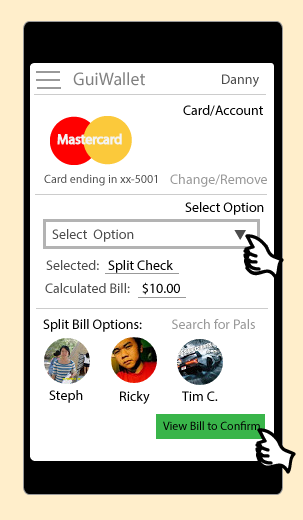 GuiWallet Danny
Card/Account
Mastercard
Card ending in xx-5001 Change/Remove
Select Option
Select Option
Selected: Split Check
Calculated Bill: $10.00
Split Bill Options: Search for Pals
Steph Ricky Tim C.
View Bill to Confirm